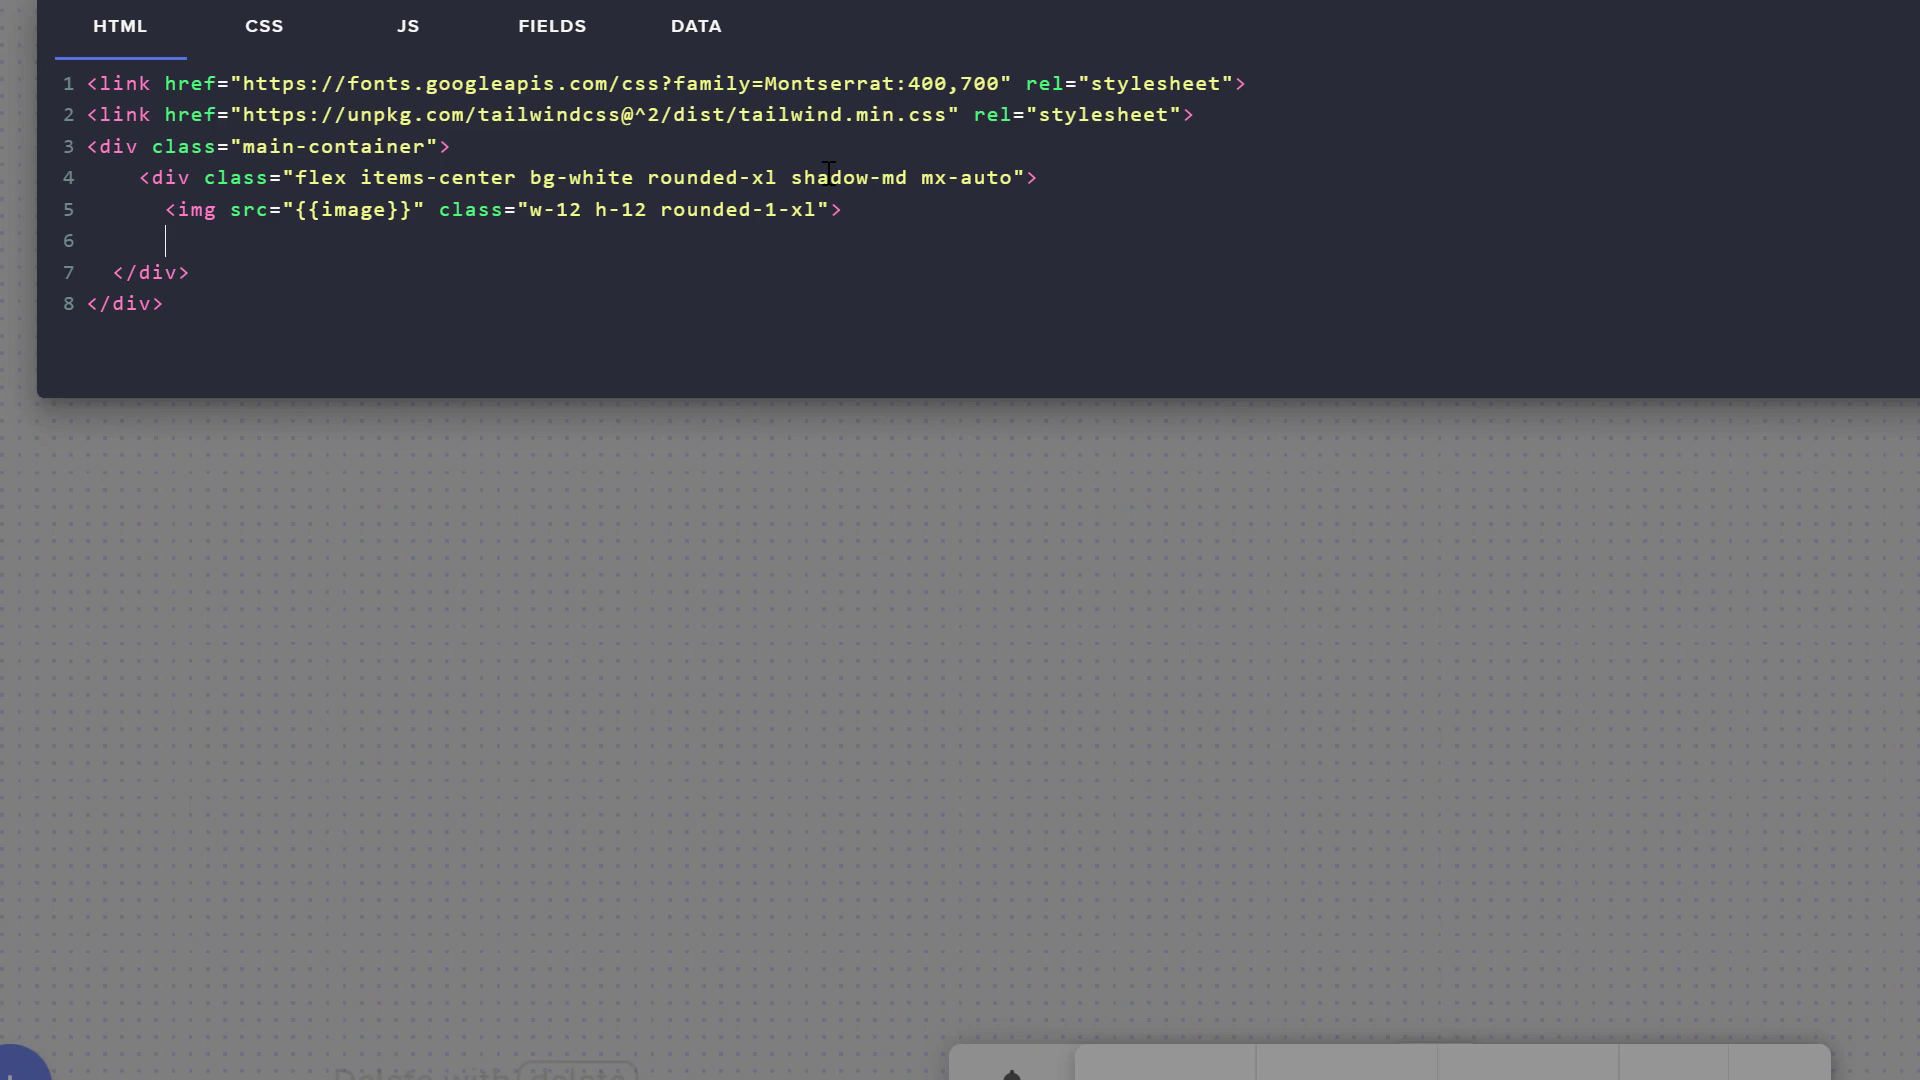 HTML CSS JS FIELDS DATA
1 <link href="https://fonts.googleapis.com/css?family=Montserrat:400,700" rel="stylesheet">
2 <link href="https://unpkg.com/tailwindcss@^2/dist/tailwind.min.css" rel="stylesheet">
3 <div class="main-container">
4     <div class="flex items-center bg-white rounded-xl shadow-md mx-auto">
5       <img src="{{image}}" class="w-12 h-12 rounded-1-xl">
6
7   </div>
8 </div>
Delete with delete